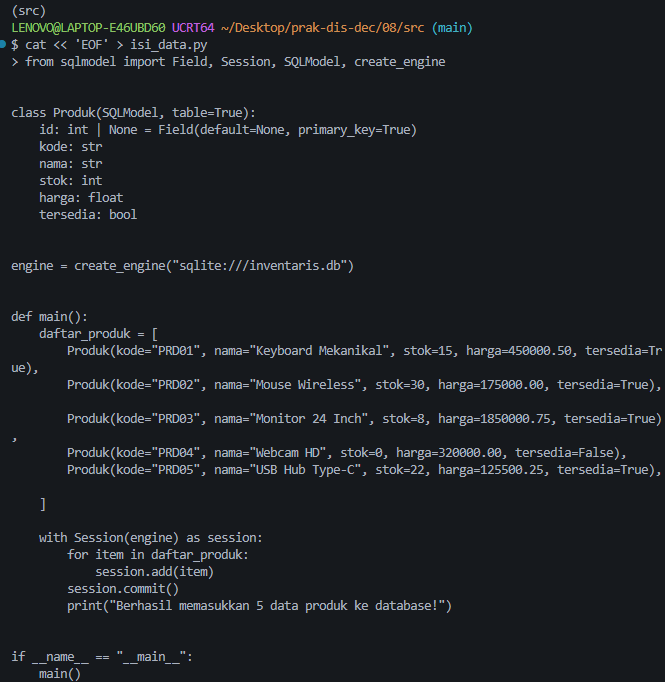 (src)
LENOVO@LAPTOP-E46UBD60 UCRT64 ~/Desktop/prak-dis-dec/08/src (main)
$ cat << 'EOF' > isi_data.py
> from sqlmodel import Field, Session, SQLModel, create_engine


class Produk(SQLModel, table=True):
    id: int | None = Field(default=None, primary_key=True)
    kode: str
    nama: str
    stok: int
    harga: float
    tersedia: bool


engine = create_engine("sqlite:///inventaris.db")


def main():
    daftar_produk = [
        Produk(kode="PRD01", nama="Keyboard Mekanikal", stok=15, harga=450000.50, tersedia=Tr
ue),
        Produk(kode="PRD02", nama="Mouse Wireless", stok=30, harga=175000.00, tersedia=True),

        Produk(kode="PRD03", nama="Monitor 24 Inch", stok=8, harga=1850000.75, tersedia=True)
,
        Produk(kode="PRD04", nama="Webcam HD", stok=0, harga=320000.00, tersedia=False),
        Produk(kode="PRD05", nama="USB Hub Type-C", stok=22, harga=125500.25, tersedia=True),

    ]

    with Session(engine) as session:
        for item in daftar_produk:
            session.add(item)
        session.commit()
        print("Berhasil memasukkan 5 data produk ke database!")


if __name__ == "__main__":
    main()